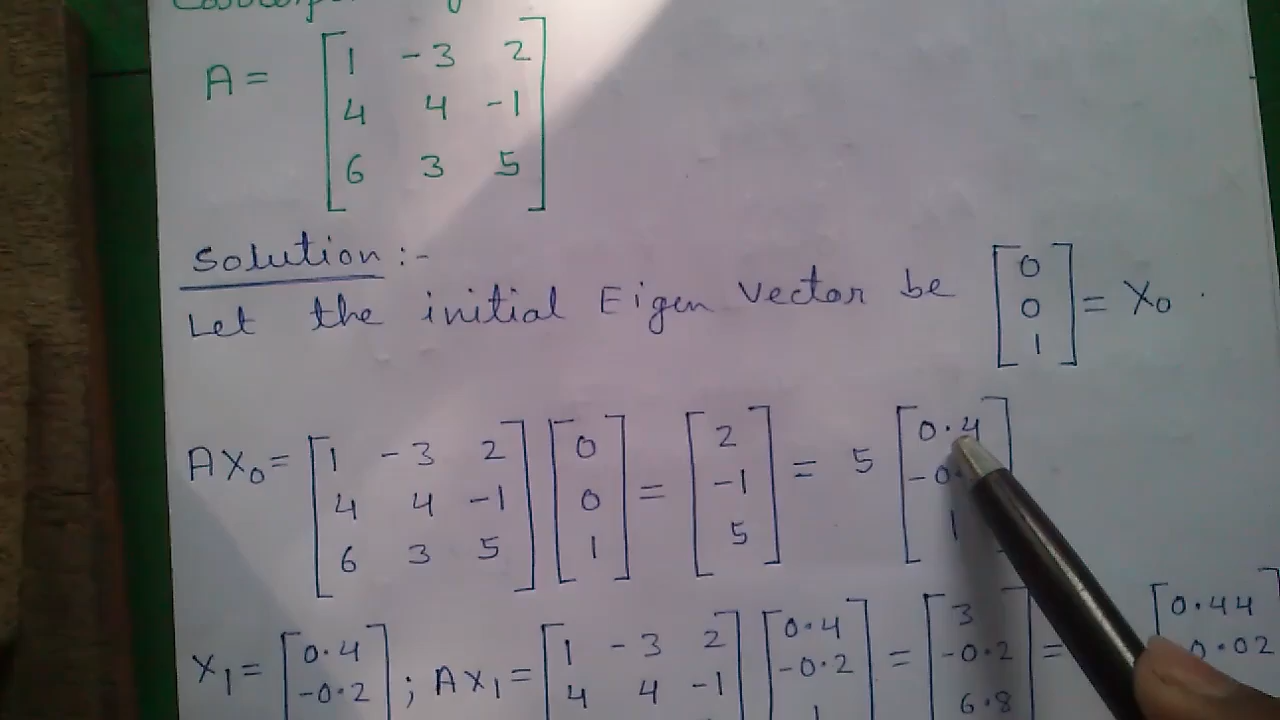 A = [1 -3 2
4 4 -1
6 3 5]
Solution :-
Let the initial Eigen Vector be [0 0 1] = X₀ .
AX₀ = [1 -3 2 [0 [2 [0.4
4 4 -1 0 = -1 = 5 -0
6 3 5] 1] 5] 1]
X₁ = [0.4 ; AX₁ = [1 -3 2 [0.4 = [3 = [0.44
-0.2 4 4 -1 -0.2 -0.2 0.02
1 6.8